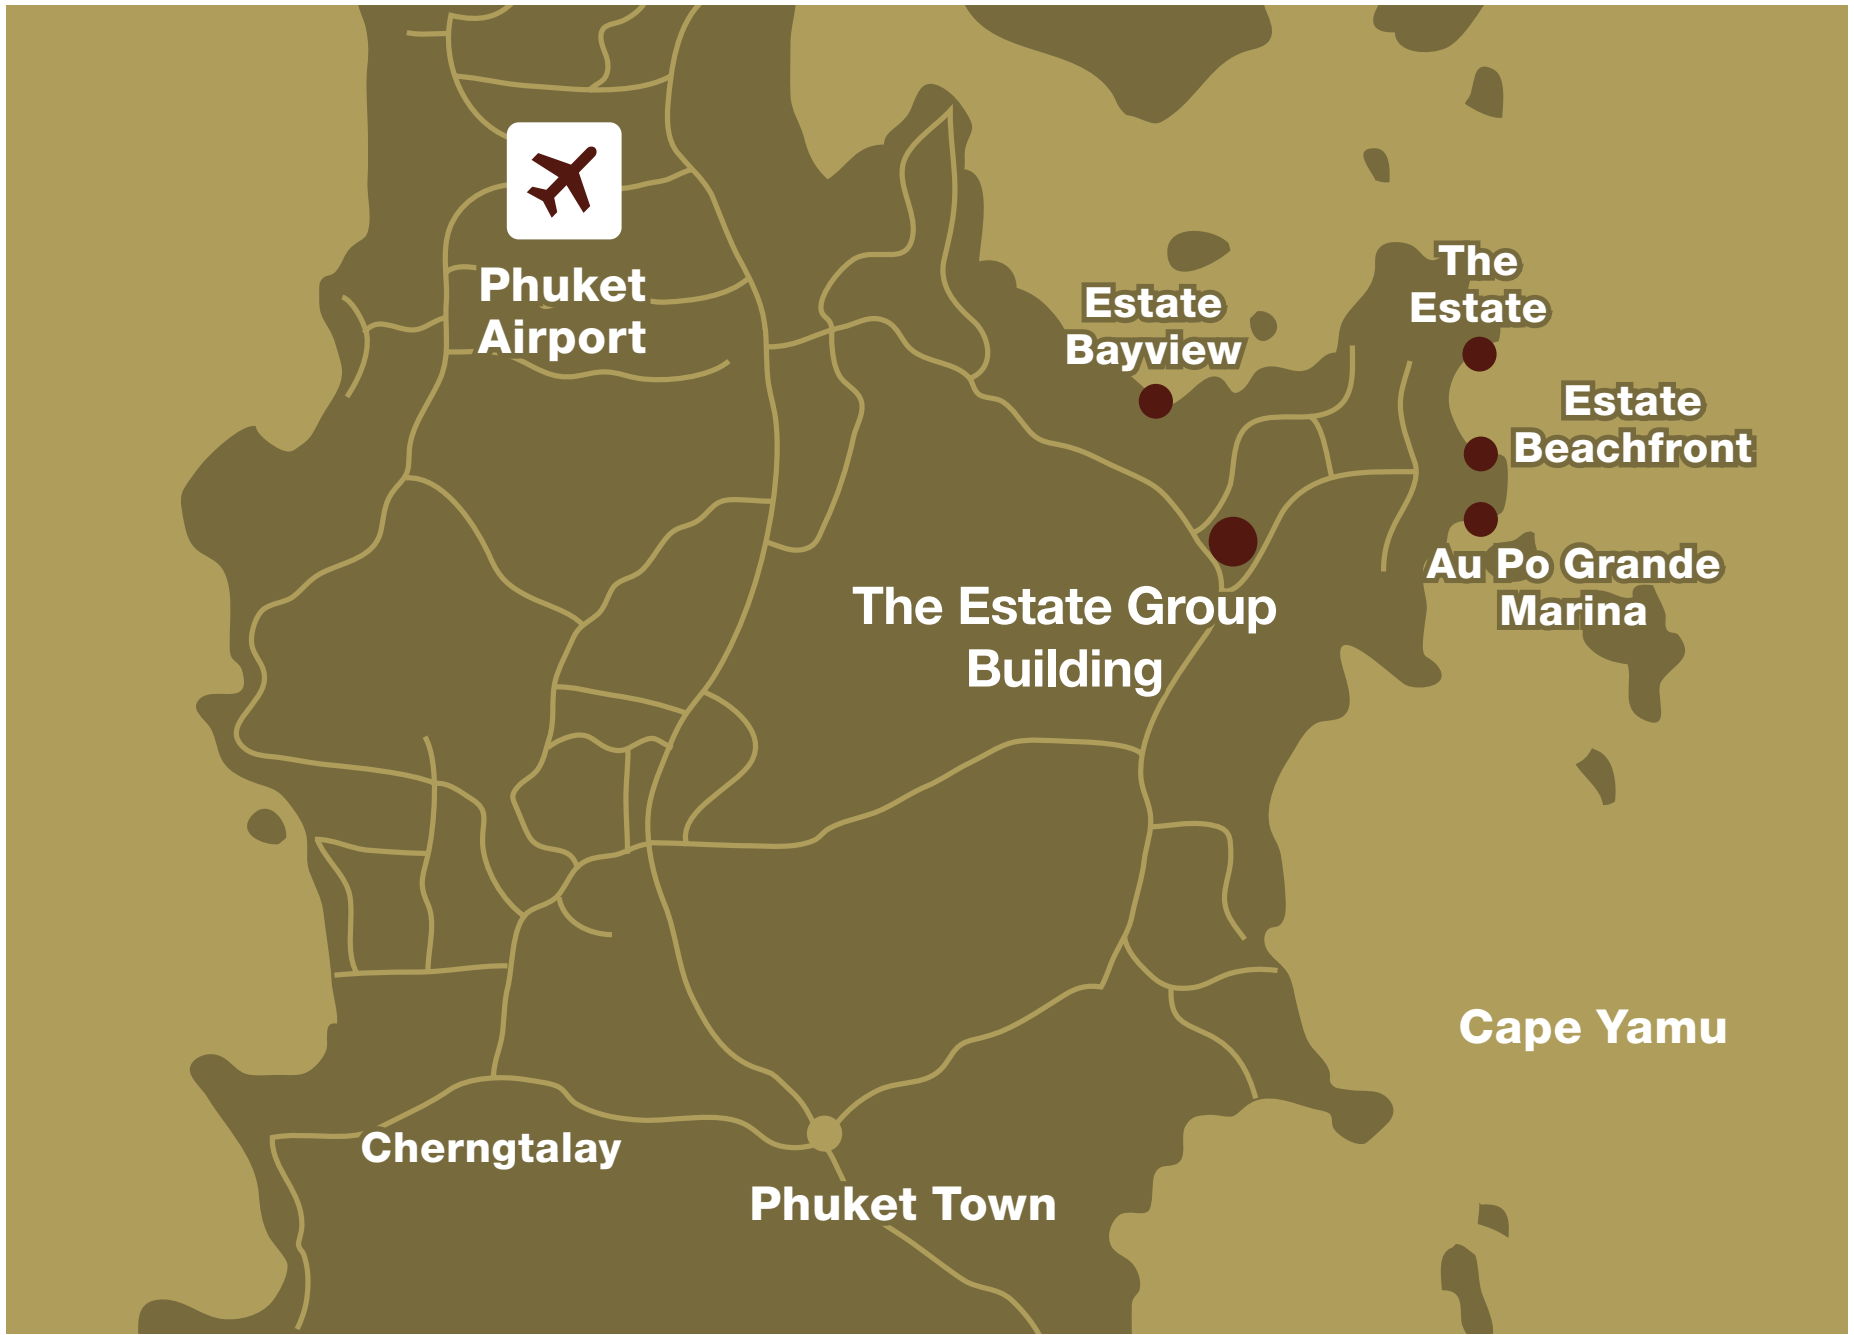 Phuket
Airport
Estate
Bayview
The
Estate
Estate
Beachfront
Au Po Grande
Marina
The Estate Group
Building
Cape Yamu
Cherngtalay
Phuket Town